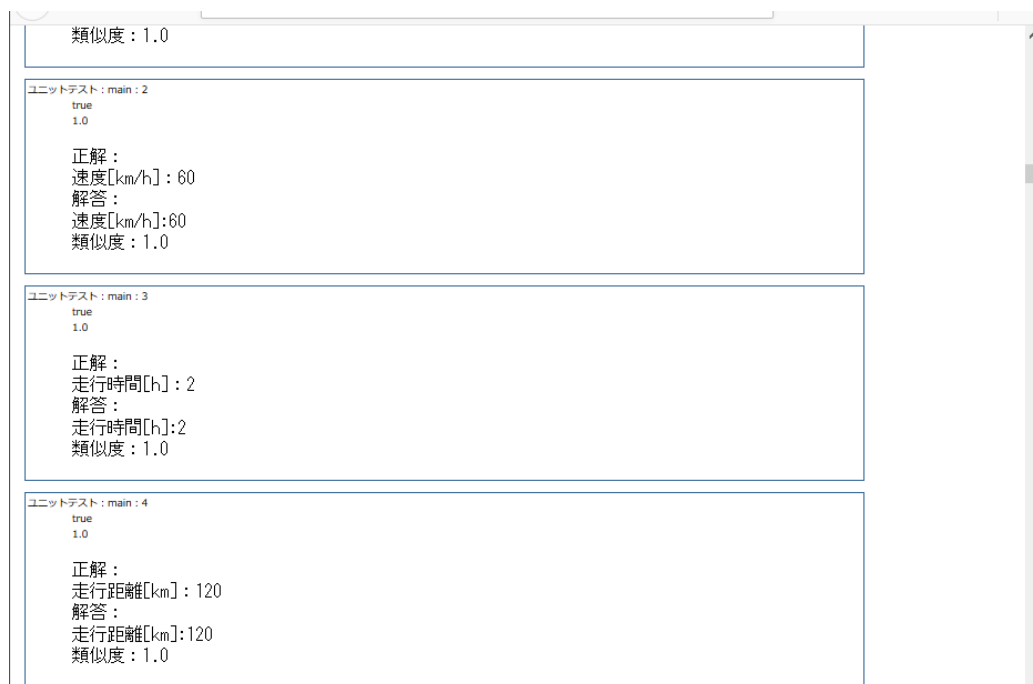 類似度：1.0
ユニットテスト：main：2
true
1.0
正解：
速度[km/h]：60
解答：
速度[km/h]:60
類似度：1.0
ユニットテスト：main：3
true
1.0
正解：
走行時間[h]：2
解答：
走行時間[h]:2
類似度：1.0
ユニットテスト：main：4
true
1.0
正解：
走行距離[km]：120
解答：
走行距離[km]:120
類似度：1.0